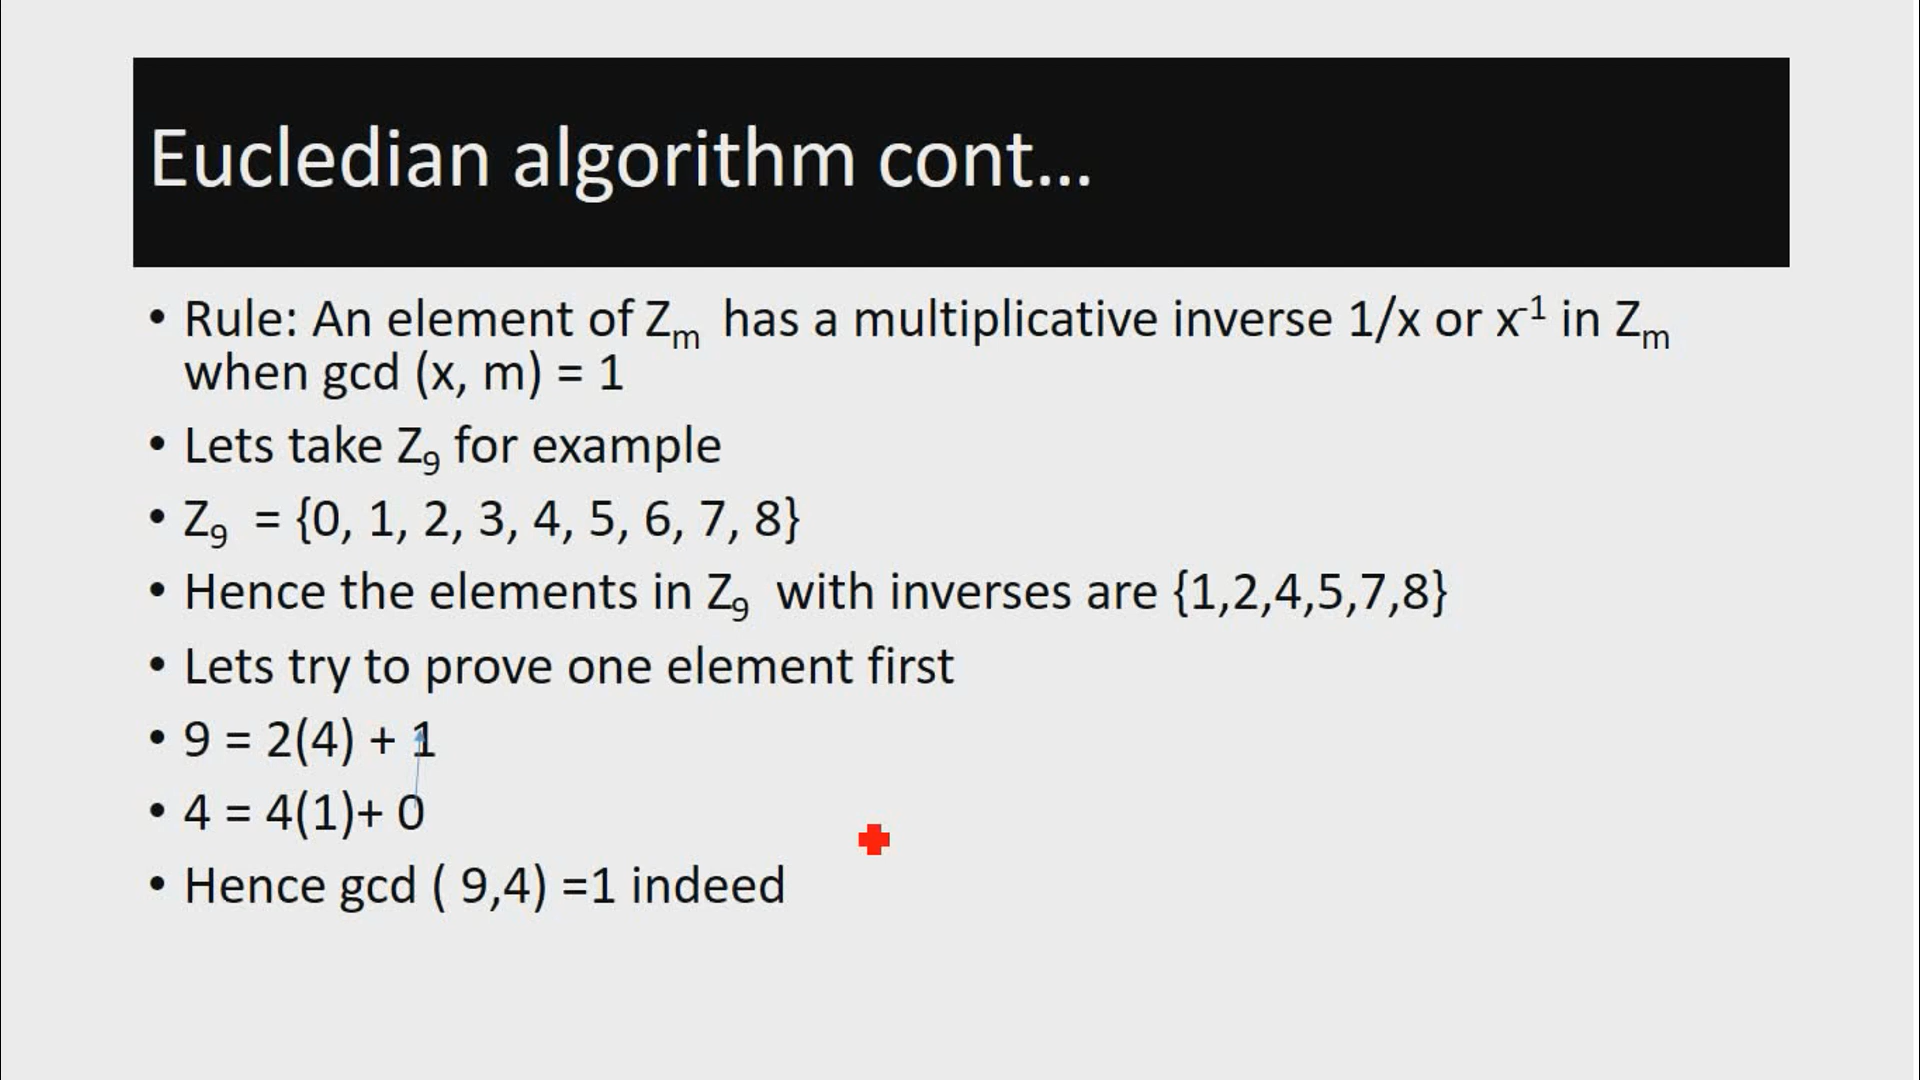 Eucledian algorithm cont...
• Rule: An element of Zₘ has a multiplicative inverse 1/x or x⁻¹ in Zₘ
when gcd (x, m) = 1
• Lets take Z₉ for example
• Z₉ = {0, 1, 2, 3, 4, 5, 6, 7, 8}
• Hence the elements in Z₉ with inverses are {1,2,4,5,7,8}
• Lets try to prove one element first
• 9 = 2(4) + 1
• 4 = 4(1)+ 0
• Hence gcd ( 9,4) =1 indeed